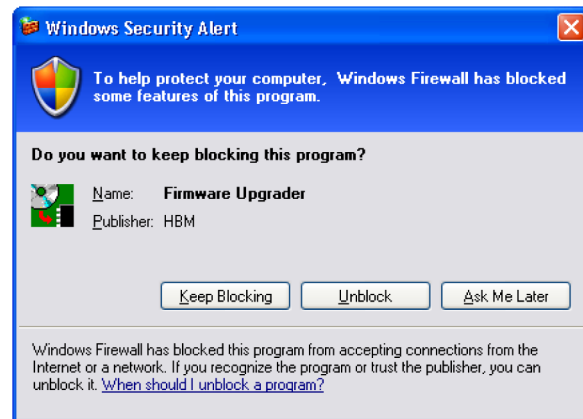 Windows Security Alert
To help protect your computer, Windows Firewall has blocked
some features of this program.
Do you want to keep blocking this program?
Name: Firmware Upgrader
Publisher: HBM
Keep Blocking Unblock Ask Me Later
Windows Firewall has blocked this program from accepting connections from the
Internet or a network. If you recognize the program or trust the publisher, you can
unblock it. When should I unblock a program?